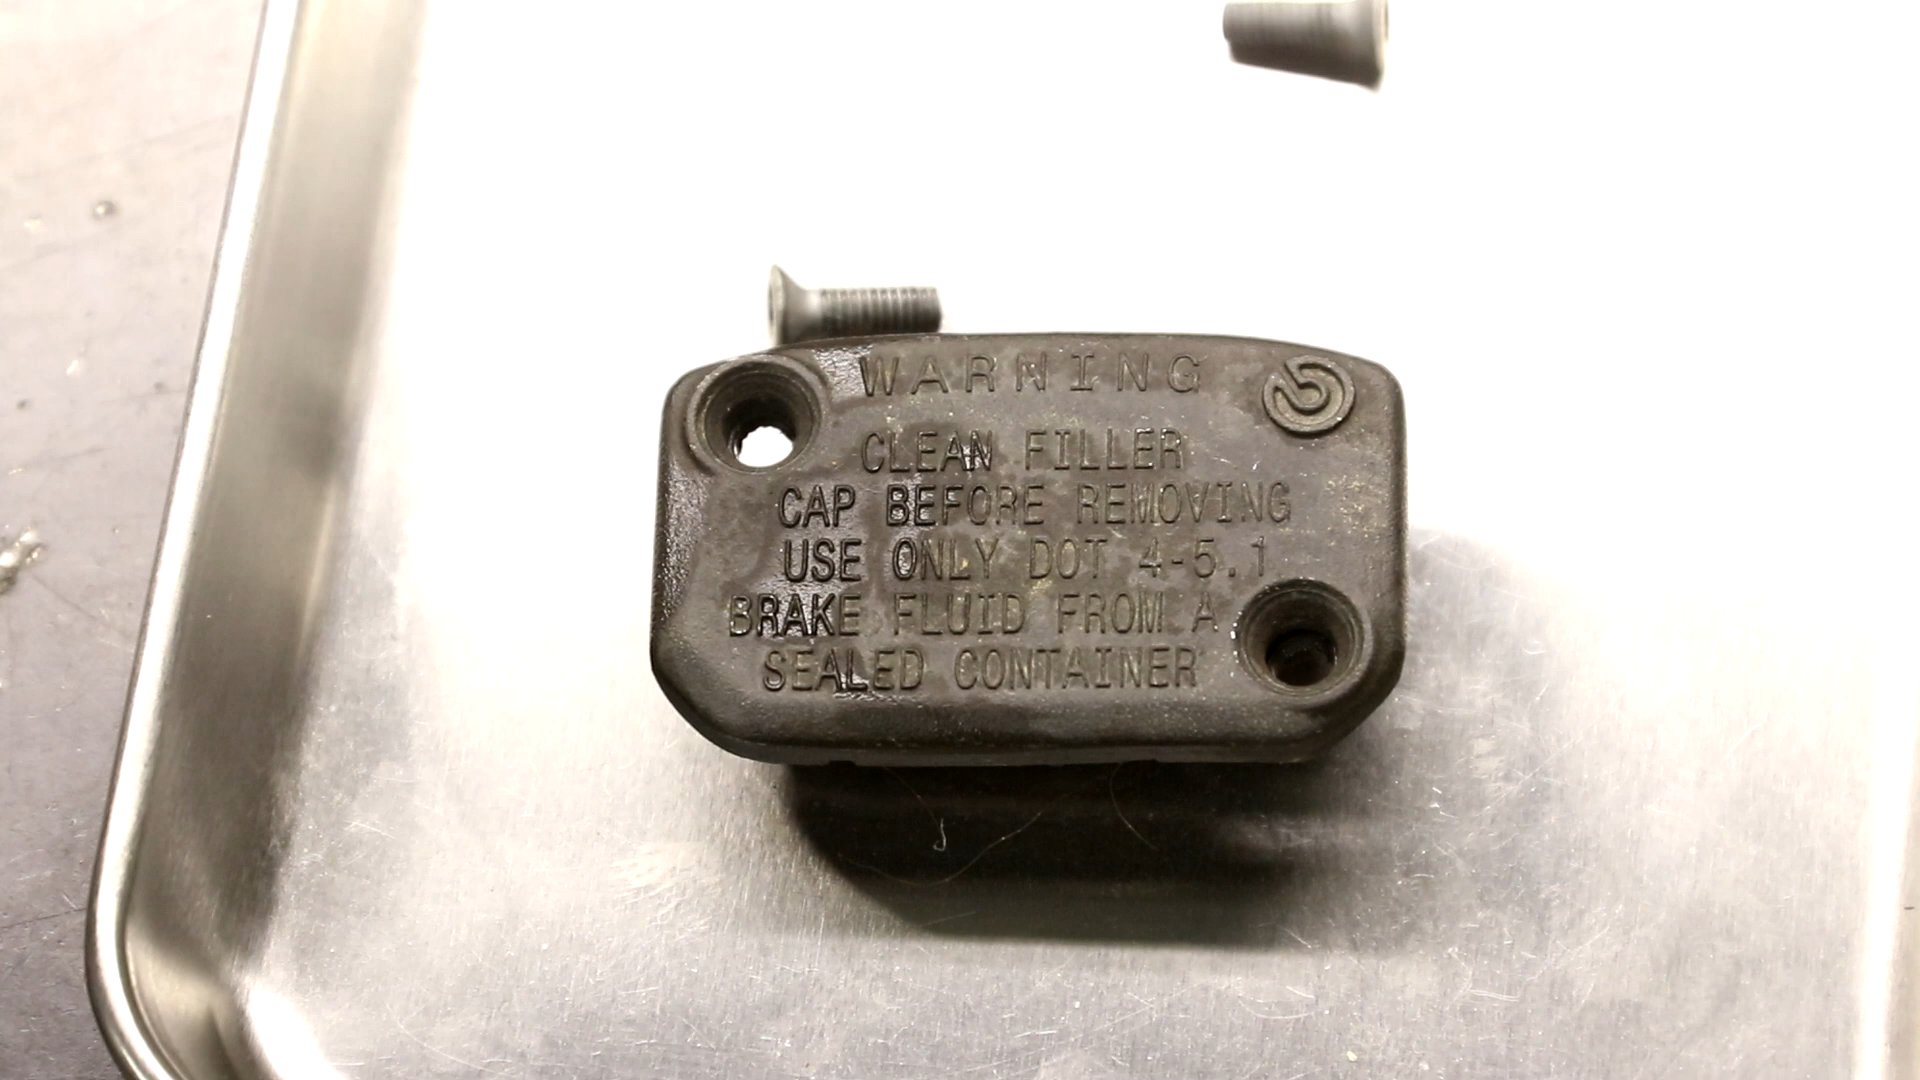 WARNING
CLEAN FILLER
CAP BEFORE REMOVING
USE ONLY DOT 4-5.1
BRAKE FLUID FROM A
SEALED CONTAINER